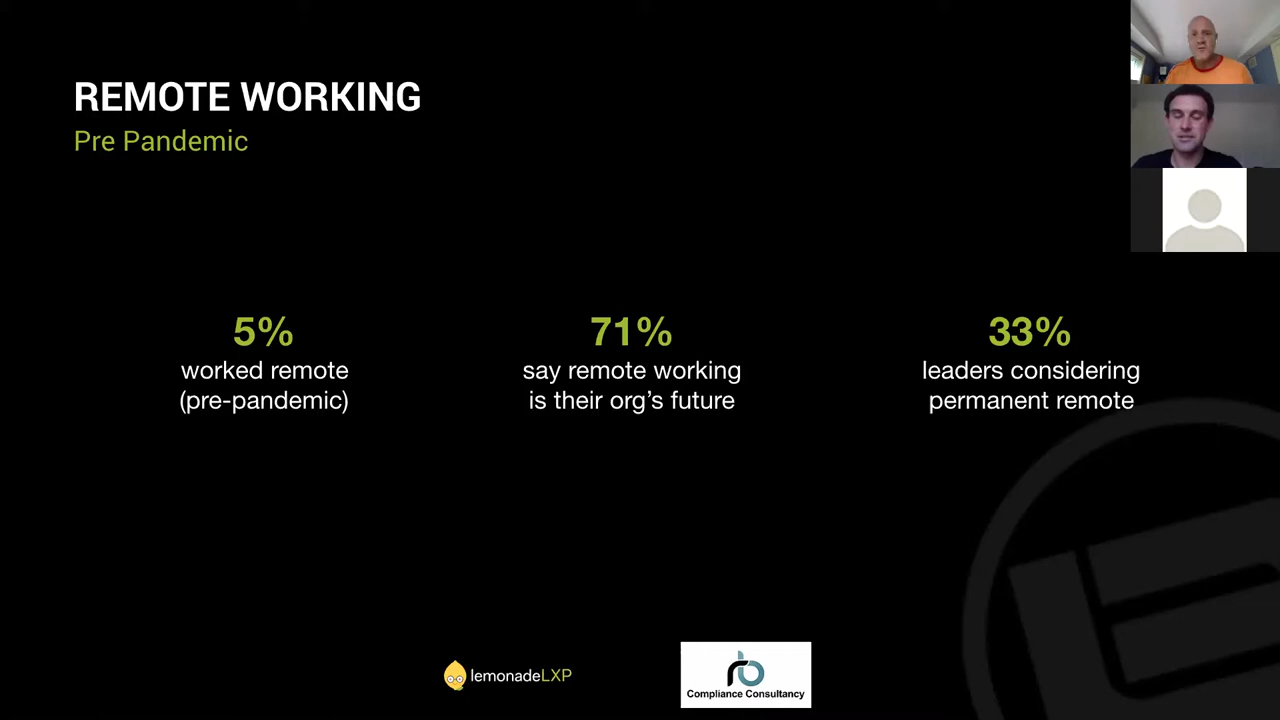 REMOTE WORKING
Pre Pandemic
5%
worked remote
(pre-pandemic)
71%
say remote working
is their org's future
33%
leaders considering
permanent remote
lemonadeLXP
rb
Compliance Consultancy